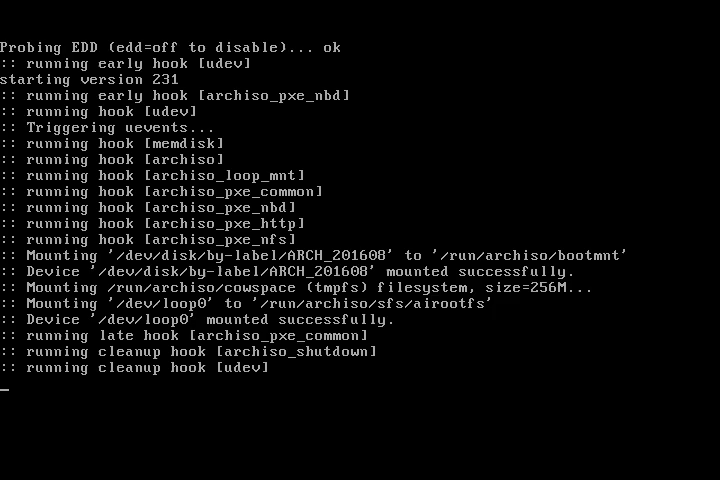 Probing EDD (edd=off to disable)... ok
:: running early hook [udev]
starting version 231
:: running early hook [archiso_pxe_nbd]
:: running hook [udev]
:: Triggering uevents...
:: running hook [memdisk]
:: running hook [archiso]
:: running hook [archiso_loop_mnt]
:: running hook [archiso_pxe_common]
:: running hook [archiso_pxe_nbd]
:: running hook [archiso_pxe_http]
:: running hook [archiso_pxe_nfs]
:: Mounting '/dev/disk/by-label/ARCH_201608' to '/run/archiso/bootmnt'
:: Device '/dev/disk/by-label/ARCH_201608' mounted successfully.
:: Mounting /run/archiso/cowspace (tmpfs) filesystem, size=256M...
:: Mounting '/dev/loop0' to '/run/archiso/sfs/airootfs'
:: Device '/dev/loop0' mounted successfully.
:: running late hook [archiso_pxe_common]
:: running cleanup hook [archiso_shutdown]
:: running cleanup hook [udev]